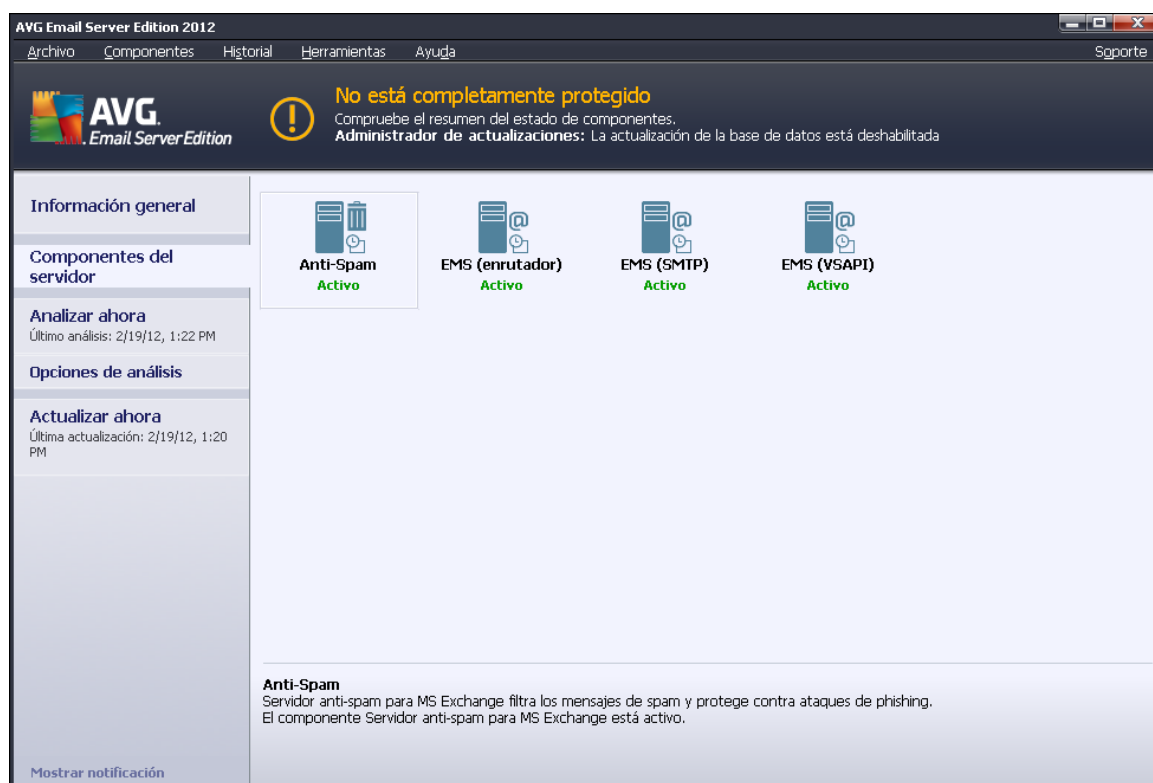 AVG Email Server Edition 2012
Archivo Componentes Historial Herramientas Ayuda Soporte
AVG.
Email Server Edition
No está completamente protegido
Compruebe el resumen del estado de componentes.
Administrador de actualizaciones: La actualización de la base de datos está deshabilitada
Información general
Componentes del
servidor
Analizar ahora
Último análisis: 2/19/12, 1:22 PM
Opciones de análisis
Actualizar ahora
Última actualización: 2/19/12, 1:20
PM
Mostrar notificación
Anti-Spam
Activo
EMS (enrutador)
Activo
EMS (SMTP)
Activo
EMS (VSAPI)
Activo
Anti-Spam
Servidor anti-spam para MS Exchange filtra los mensajes de spam y protege contra ataques de phishing.
El componente Servidor anti-spam para MS Exchange está activo.